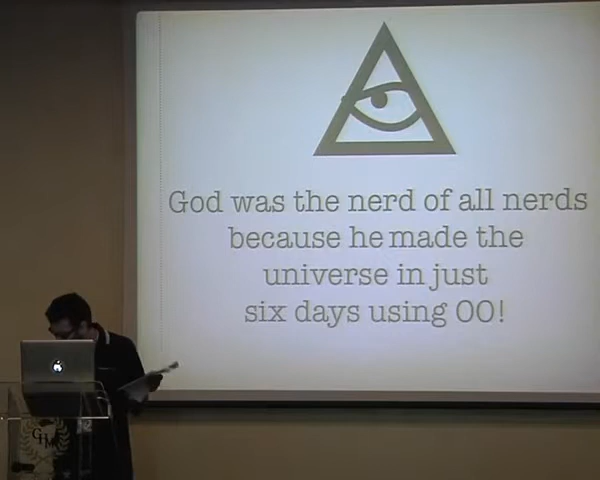 God was the nerd of all nerds
because he made the
universe in just
six days using OO!